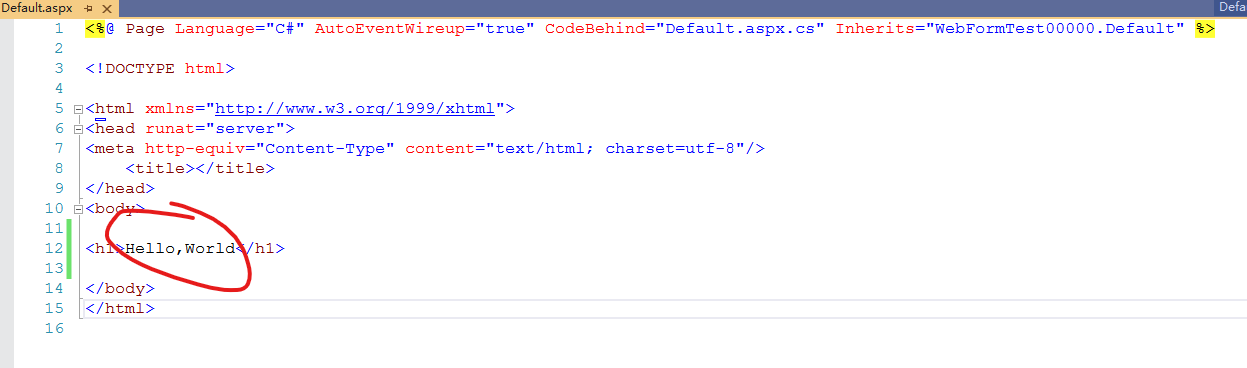 Default.aspx
Defa
1 <%@ Page Language="C#" AutoEventWireup="true" CodeBehind="Default.aspx.cs" Inherits="WebFormTest00000.Default" %>
2
3 <!DOCTYPE html>
4
5 <html xmlns="http://www.w3.org/1999/xhtml">
6 <head runat="server">
7 <meta http-equiv="Content-Type" content="text/html; charset=utf-8"/>
8 <title></title>
9 </head>
10 <body>
11
12 <h1>Hello,World</h1>
13
14 </body>
15 </html>
16